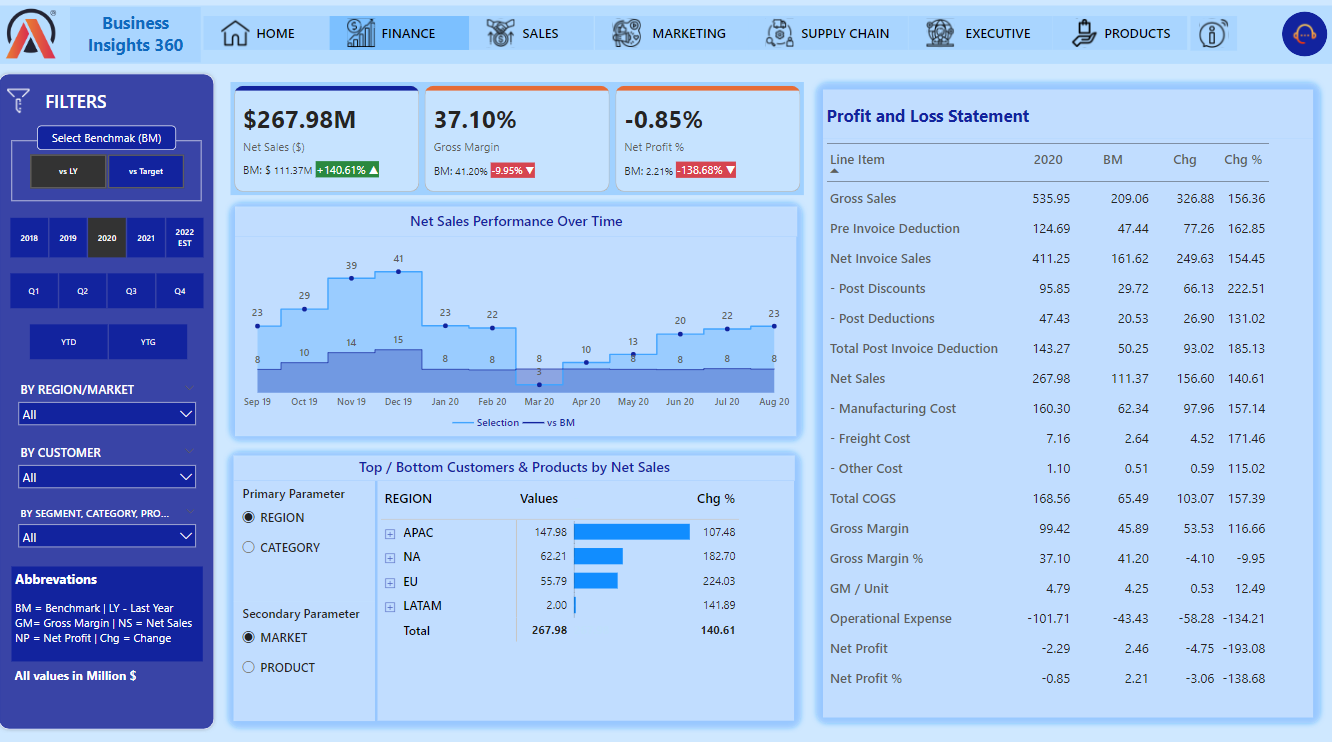 Business
Insights 360
HOME
FINANCE
SALES
MARKETING
SUPPLY CHAIN
EXECUTIVE
PRODUCTS
FILTERS
Select Benchmak (BM)
vs LY
vs Target
2018
2019
2020
2021
2022
EST
Q1
Q2
Q3
Q4
YTD
YTG
BY REGION/MARKET
All
BY CUSTOMER
All
BY SEGMENT, CATEGORY, PRO...
All
Abbrevations
BM = Benchmark | LY - Last Year
GM= Gross Margin | NS = Net Sales
NP = Net Profit | Chg = Change
All values in Million $
$267.98M
Net Sales ($)
BM: $ 111.37M +140.61% ▲
37.10%
Gross Margin
BM: 41.20% -9.95% ▼
-0.85%
Net Profit %
BM: 2.21% -138.68% ▼
Net Sales Performance Over Time
23 29 39 41 23 22 3 10 13 20 22 23
8 10 14 15 8 8 8 8 8 8 8
Sep 19 Oct 19 Nov 19 Dec 19 Jan 20 Feb 20 Mar 20 Apr 20 May 20 Jun 20 Jul 20 Aug 20
Selection vs BM
Top / Bottom Customers & Products by Net Sales
Primary Parameter
REGION
CATEGORY
Secondary Parameter
MARKET
PRODUCT
REGION Values Chg %
APAC 147.98 107.48
NA 62.21 182.70
EU 55.79 224.03
LATAM 2.00 141.89
Total 267.98 140.61
Profit and Loss Statement
Line Item 2020 BM Chg Chg %
Gross Sales 535.95 209.06 326.88 156.36
Pre Invoice Deduction 124.69 47.44 77.26 162.85
Net Invoice Sales 411.25 161.62 249.63 154.45
- Post Discounts 95.85 29.72 66.13 222.51
- Post Deductions 47.43 20.53 26.90 131.02
Total Post Invoice Deduction 143.27 50.25 93.02 185.13
Net Sales 267.98 111.37 156.60 140.61
- Manufacturing Cost 160.30 62.34 97.96 157.14
- Freight Cost 7.16 2.64 4.52 171.46
- Other Cost 1.10 0.51 0.59 115.02
Total COGS 168.56 65.49 103.07 157.39
Gross Margin 99.42 45.89 53.53 116.66
Gross Margin % 37.10 41.20 -4.10 -9.95
GM / Unit 4.79 4.25 0.53 12.49
Operational Expense -101.71 -43.43 -58.28 -134.21
Net Profit -2.29 2.46 -4.75 -193.08
Net Profit % -0.85 2.21 -3.06 -138.68